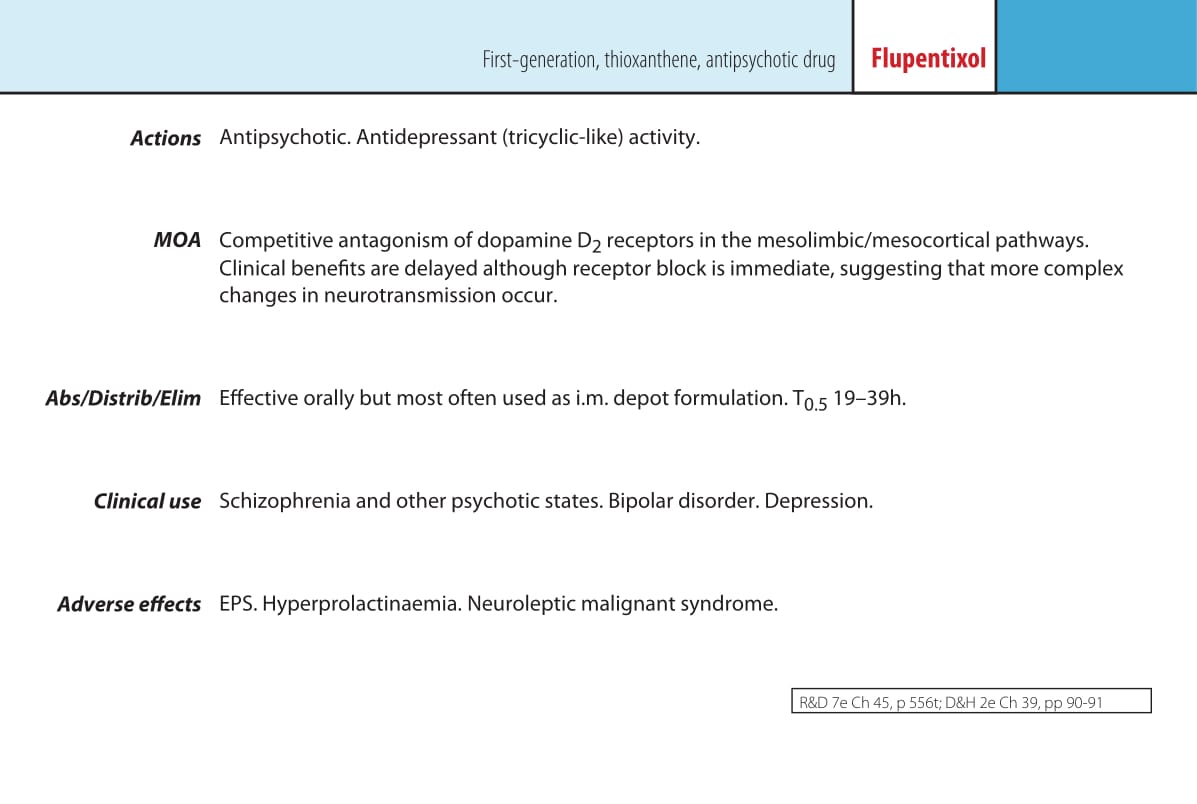 First-generation, thioxanthene, antipsychotic drug Flupentixol
Actions Antipsychotic. Antidepressant (tricyclic-like) activity.
MOA Competitive antagonism of dopamine D2 receptors in the mesolimbic/mesocortical pathways.
Clinical benefits are delayed although receptor block is immediate, suggesting that more complex
changes in neurotransmission occur.
Abs/Distrib/Elim Effective orally but most often used as i.m. depot formulation. T0.5 19–39h.
Clinical use Schizophrenia and other psychotic states. Bipolar disorder. Depression.
Adverse effects EPS. Hyperprolactinaemia. Neuroleptic malignant syndrome.
R&D 7e Ch 45, p 556t; D&H 2e Ch 39, pp 90-91